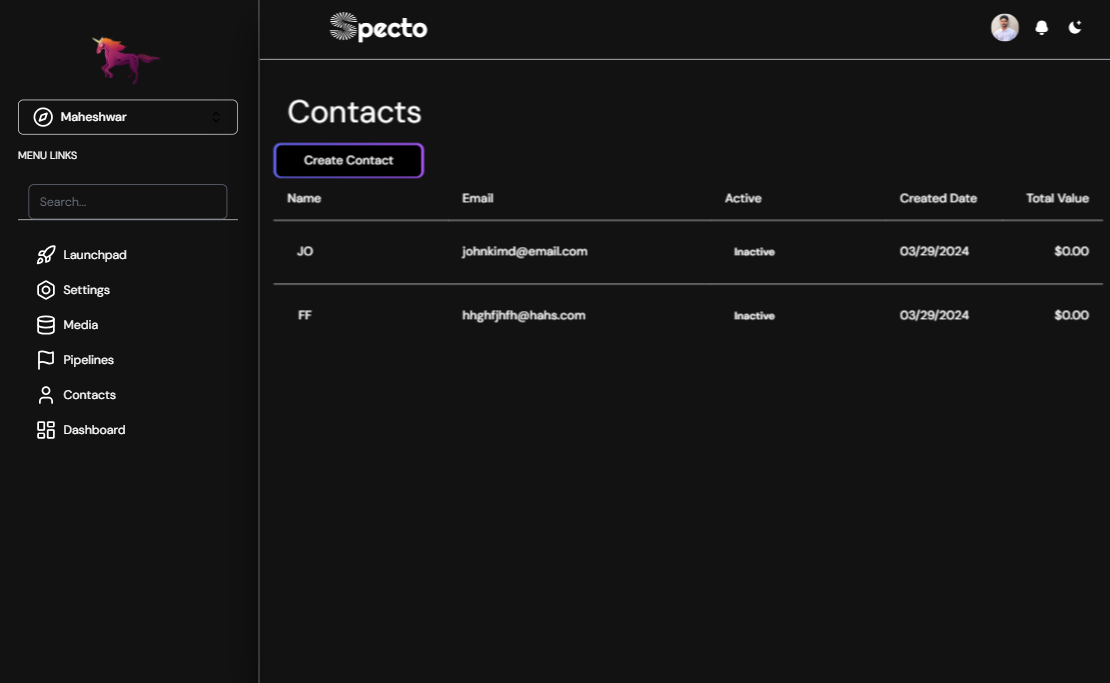 Specto
Maheshwar
MENU LINKS
Search...
Launchpad
Settings
Media
Pipelines
Contacts
Dashboard
Contacts
Create Contact
Name Email Active Created Date Total Value
JO johnkimd@email.com Inactive 03/29/2024 $0.00
FF hhghfjhfh@hahs.com Inactive 03/29/2024 $0.00